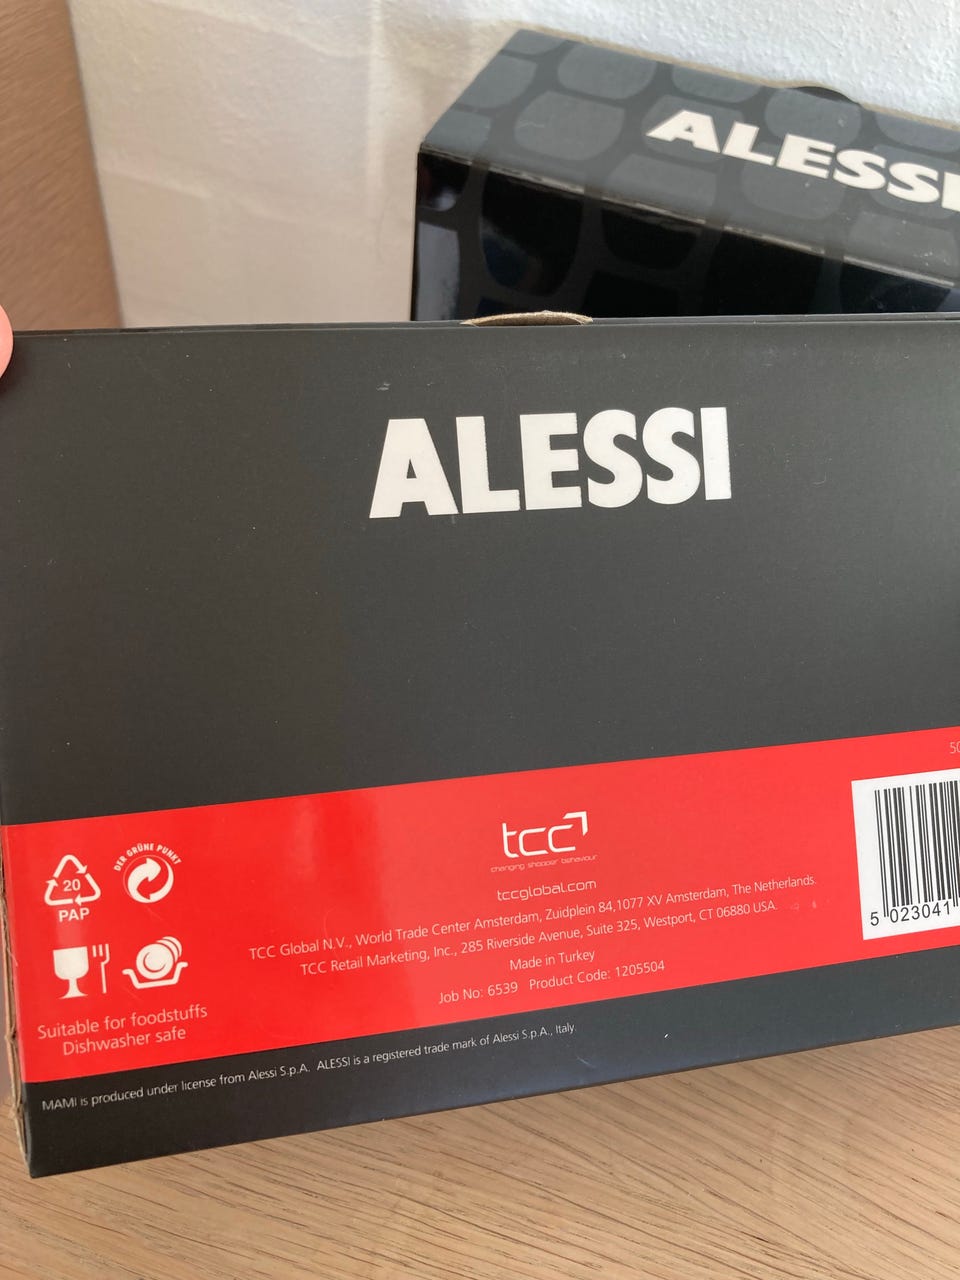 ALESSI
ALESSI
tcc
changing shopper behaviour
tccglobal.com
TCC Global N.V., World Trade Center Amsterdam, Zuidplein 84,1077 XV Amsterdam, The Netherlands.
TCC Retail Marketing, Inc., 285 Riverside Avenue, Suite 325, Westport, CT 06880 USA.
Made in Turkey
Job No: 6539 Product Code: 1205504
DER GRÜNE PUNKT
20
PAP
Suitable for foodstuffs
Dishwasher safe
5 023041
MAMI is produced under license from Alessi S.p.A. ALESSI is a registered trade mark of Alessi S.p.A., Italy.